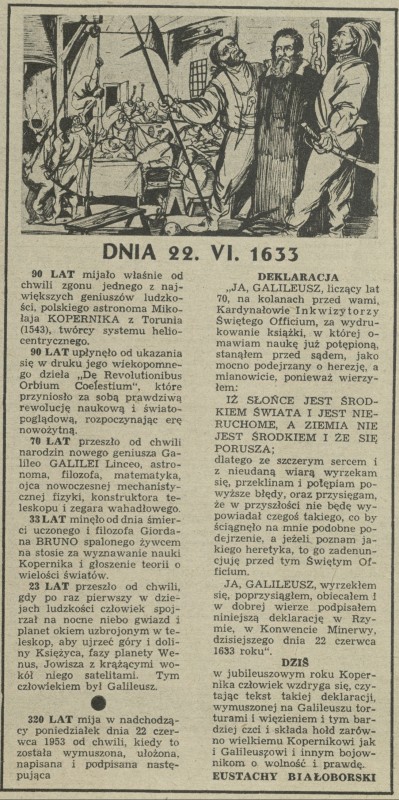 DNIA 22. VI. 1633
90 LAT mijało właśnie od
chwili zgonu jednego z naj-
większych geniuszów ludzko-
ści, polskiego astronoma Miko-
łaja KOPERNIKA z Torunia
(1543), twórcy systemu helio-
centrycznego.
90 LAT upłynęło od ukazania
się w druku jego wiekopomne-
go dzieła „De Revolutionibus
Orbium Coelestium", które
przyniosło za sobą prawdziwą
rewolucję naukową i świato-
poglądową, rozpoczynając erę
nowożytną.
70 LAT przeszło od chwili
narodzin nowego geniusza Ga-
lileo GALILEI Linceo, astro-
noma, filozofa, matematyka,
ojca nowoczesnej mechanisty-
cznej fizyki, konstruktora te-
leskopu i zegara wahadłowego.
33 LAT minęło od dnia śmier-
ci uczonego i filozofa Giorda-
na BRUNO spalonego żywcem
na stosie za wyznawanie nauki
Kopernika i głoszenie teorii o
wielości światów.
23 LAT przeszło od chwili,
gdy po raz pierwszy w dzie-
jach ludzkości człowiek spoj-
rzał na nocne niebo gwiazd i
planet okiem uzbrojonym w te-
leskop, aby ujrzeć góry i doli-
ny Księżyca, fazy planety We-
nus, Jowisza z krążącymi wo-
kół niego satelitami. Tym
człowiekiem był Galileusz.
320 LAT mija w nadchodzą-
cy poniedziałek dnia 22 czer-
wca 1953 od chwili, kiedy to
została wymuszona, ułożona,
napisana i podpisana nastę-
pująca
DEKLARACJA
„JA, GALILEUSZ, liczący lat
70, na kolanach przed wami,
Kardynałowie Inkwizytorzy
Świętego Officium, za wydru-
kowanie książki, w której o-
mawiam naukę już potępioną,
stanąłem przed sądem, jako
mocno podejrzany o herezję, a
mianowicie, ponieważ wierzy-
łem:
IŻ SŁOŃCE JEST ŚROD-
KIEM ŚWIATA I JEST NIE-
RUCHOME, A ZIEMIA NIE
JEST ŚRODKIEM I ŻE SIĘ
PORUSZA;
dlatego ze szczerym sercem i
z nieudaną wiarą wyrzekam
się, przeklinam i potępiam po-
wyższe błędy, oraz przysięgam,
że w przyszłości nie będę wy-
powiadał czegoś takiego, co by
ściągnęło na mnie podobne po-
dejrzenie, a jeżeli poznam ja-
kiego heretyka, to go zadenun-
cjuję przed tym Świętym Of-
ficium.
JA, GALILEUSZ, wyrzekłem
się, poprzysiągłem, obiecałem i
w dobrej wierze podpisałem
niniejszą deklarację w Rzy-
mie, w Konwencie Minerwy,
dzisiejszego dnia 22 czerwca
1633 roku".
DZIŚ
w jubileuszowym roku Koper-
nika człowiek wzdryga się, czy-
tając tekst takiej deklaracji,
wymuszonej na Galileuszu tor-
turami i więzieniem i tym bar-
dziej czci i składa hołd zarów-
no wielkiemu Kopernikowi jak
i Galileuszowi i innym bojow-
nikom o wolność i prawdę.
EUSTACHY BIAŁOBORSKI